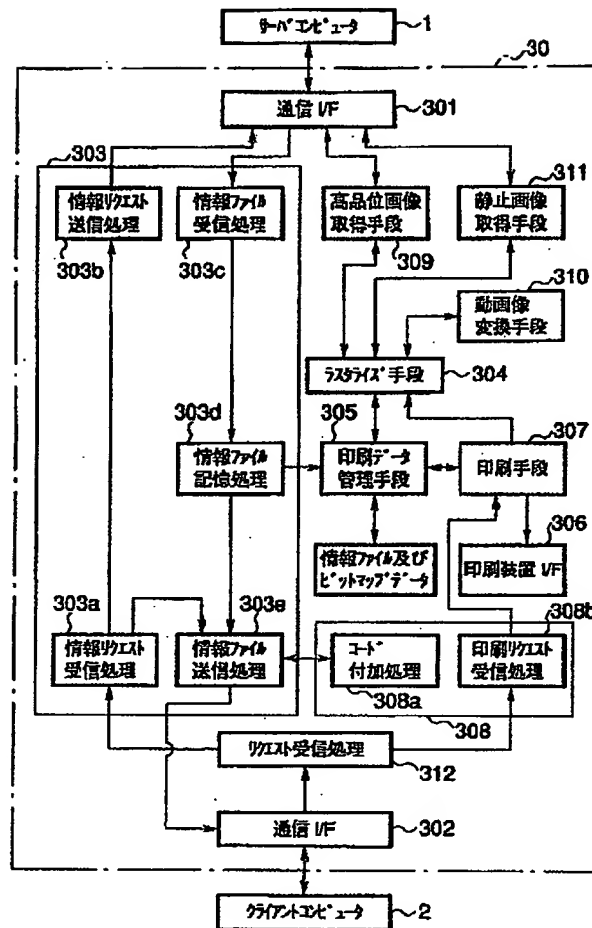 サーバコンピュータ
1
30
通信 I/F
301
303
情報リクエスト
送信処理
303b
情報ファイル
受信処理
303c
高品位画像
取得手段
309
311
静止画像
取得手段
310
動画像
変換手段
ラスタライズ手段
304
303d
情報ファイル
記憶処理
305
印刷データ
管理手段
307
印刷手段
306
印刷装置 I/F
情報ファイル及び
ビットマップデータ
303a
情報リクエスト
受信処理
303e
情報ファイル
送信処理
コード
付加処理
308a
308b
印刷リクエスト
受信処理
308
リクエスト受信処理
312
通信 I/F
302
クライアントコンピュータ
2